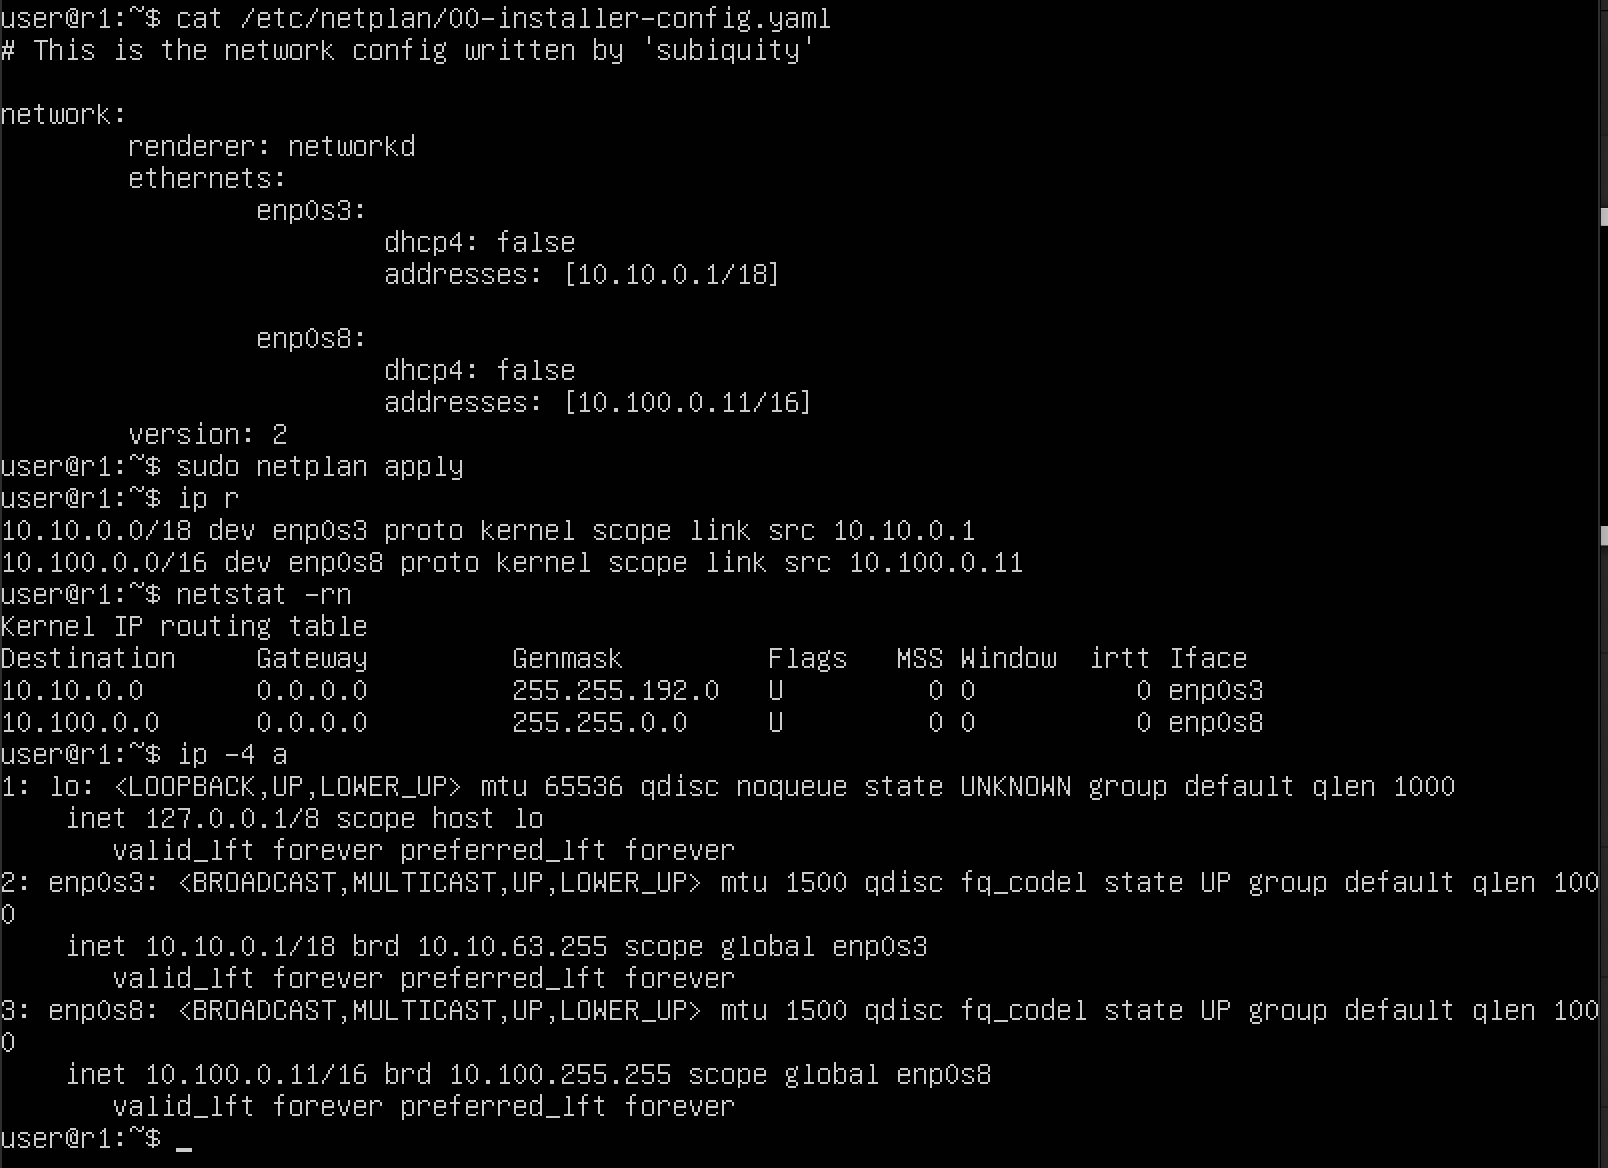 user@r1:~$ cat /etc/netplan/00-installer-config.yaml
# This is the network config written by 'subiquity'
network:
        renderer: networkd
        ethernets:
                enp0s3:
                        dhcp4: false
                        addresses: [10.10.0.1/18]
                enp0s8:
                        dhcp4: false
                        addresses: [10.100.0.11/16]
        version: 2
user@r1:~$ sudo netplan apply
user@r1:~$ ip r
10.10.0.0/18 dev enp0s3 proto kernel scope link src 10.10.0.1
10.100.0.0/16 dev enp0s8 proto kernel scope link src 10.100.0.11
user@r1:~$ netstat -rn
Kernel IP routing table
Destination     Gateway         Genmask         Flags   MSS Window  irtt Iface
10.10.0.0       0.0.0.0         255.255.192.0   U         0 0          0 enp0s3
10.100.0.0      0.0.0.0         255.255.0.0     U         0 0          0 enp0s8
user@r1:~$ ip -4 a
1: lo: <LOOPBACK,UP,LOWER_UP> mtu 65536 qdisc noqueue state UNKNOWN group default qlen 1000
    inet 127.0.0.1/8 scope host lo
       valid_lft forever preferred_lft forever
2: enp0s3: <BROADCAST,MULTICAST,UP,LOWER_UP> mtu 1500 qdisc fq_codel state UP group default qlen 100
0
    inet 10.10.0.1/18 brd 10.10.63.255 scope global enp0s3
       valid_lft forever preferred_lft forever
3: enp0s8: <BROADCAST,MULTICAST,UP,LOWER_UP> mtu 1500 qdisc fq_codel state UP group default qlen 100
0
    inet 10.100.0.11/16 brd 10.100.255.255 scope global enp0s8
       valid_lft forever preferred_lft forever
user@r1:~$ _